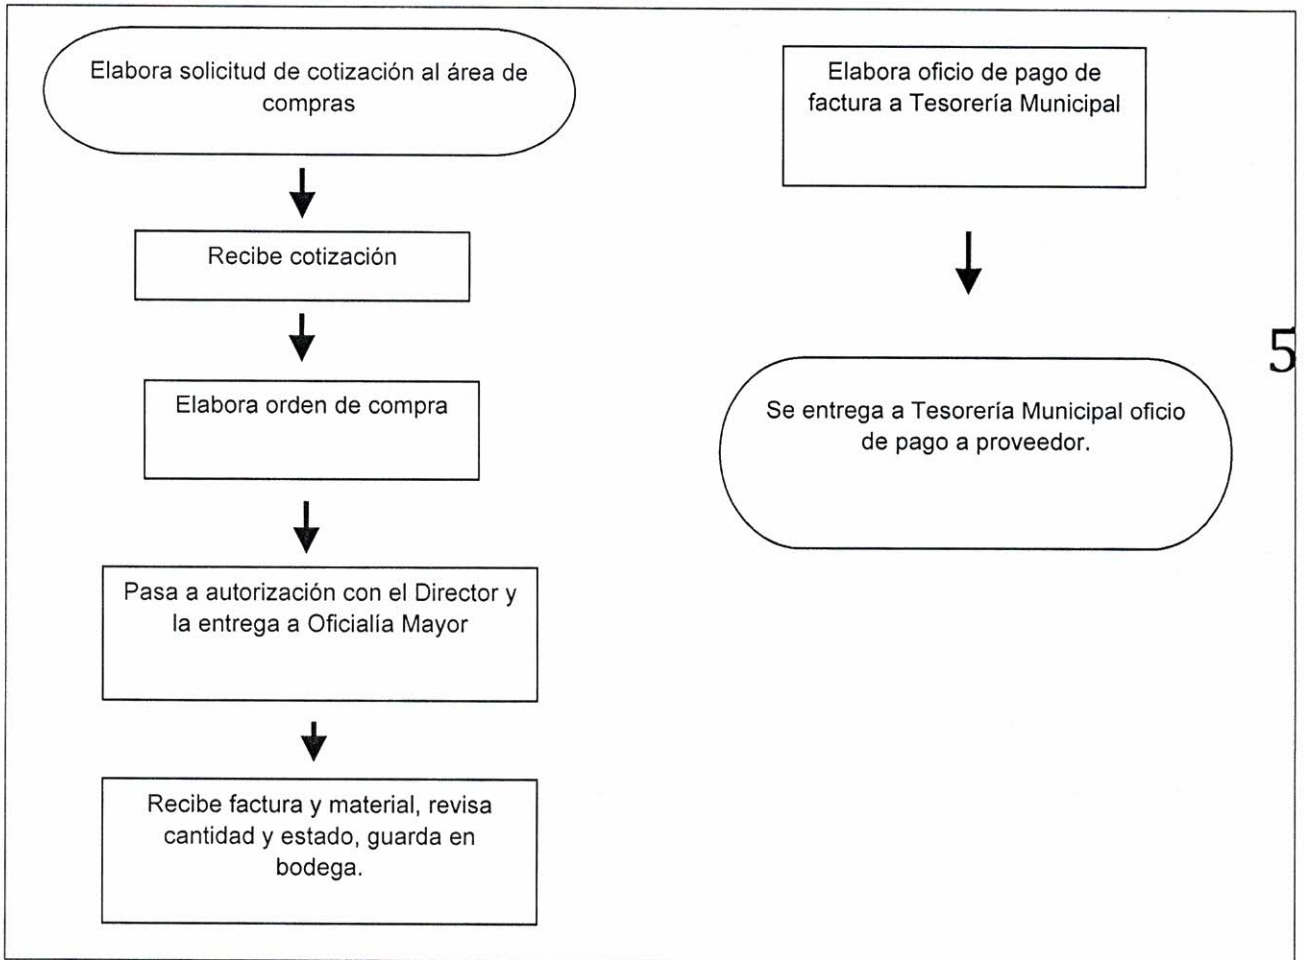 Elabora solicitud de cotización al área de
compras
Recibe cotización
Elabora orden de compra
Pasa a autorización con el Director y
la entrega a Oficialía Mayor
Recibe factura y material, revisa
cantidad y estado, guarda en
bodega.
Elabora oficio de pago de
factura a Tesorería Municipal
Se entrega a Tesorería Municipal oficio
de pago a proveedor.
5